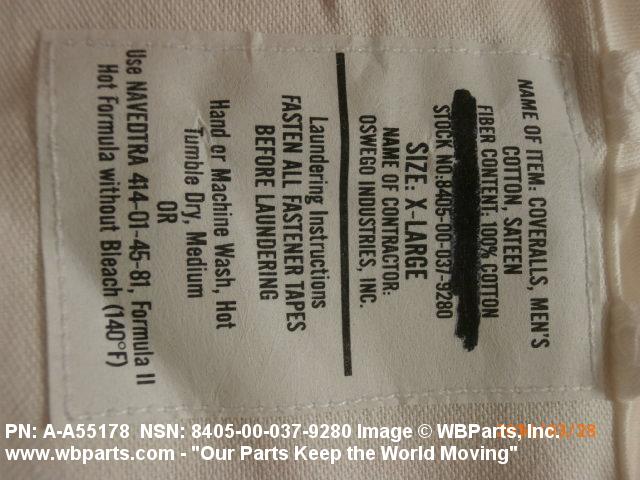 NAME OF ITEM: COVERALLS, MEN'S
COTTON, SATEEN
FIBER CONTENT: 100% COTTON
STOCK NO:8405-00-037-9280
SIZE: X-LARGE
NAME OF CONTRACTOR:
OSWEGO INDUSTRIES, INC.
Laundering Instructions
FASTEN ALL FASTENER TAPES
BEFORE LAUNDERING
Hand or Machine Wash, Hot
Tumble Dry, Medium
OR
Use NAVEDTRA 414-01-45-81, Formula II
Hot Formula without Bleach (140°F)
PN: A-A55178 NSN: 8405-00-037-9280 Image © WBParts, Inc.
www.wbparts.com - "Our Parts Keep the World Moving"